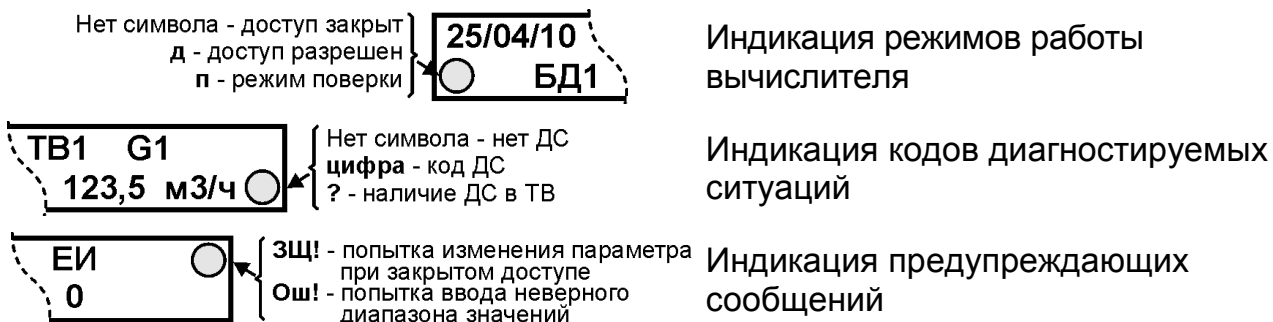 Нет символа - доступ закрыт
д - доступ разрешен
п - режим поверки
25/04/10
БД1
Индикация режимов работы
вычислителя
ТВ1 G1
123,5 м3/ч
Нет символа - нет ДС
цифра - код ДС
? - наличие ДС в ТВ
Индикация кодов диагностируемых
ситуаций
ЕИ
0
ЗЩ! - попытка изменения параметра
при закрытом доступе
Ош! - попытка ввода неверного
диапазона значений
Индикация предупреждающих
сообщений